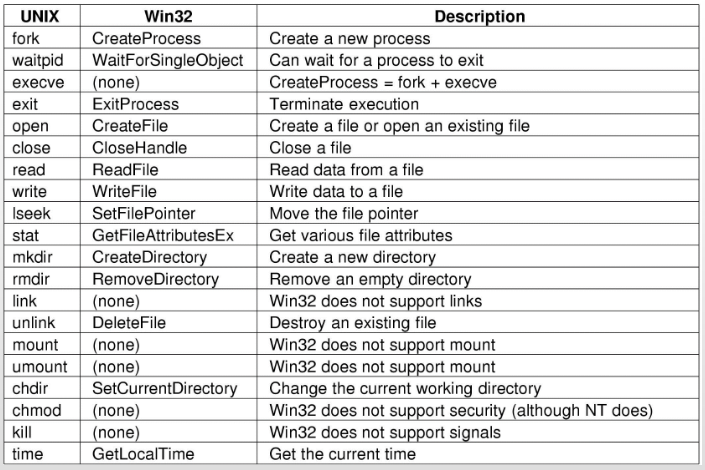 UNIX Win32 Description
fork CreateProcess Create a new process
waitpid WaitForSingleObject Can wait for a process to exit
execve (none) CreateProcess = fork + execve
exit ExitProcess Terminate execution
open CreateFile Create a file or open an existing file
close CloseHandle Close a file
read ReadFile Read data from a file
write WriteFile Write data to a file
lseek SetFilePointer Move the file pointer
stat GetFileAttributesEx Get various file attributes
mkdir CreateDirectory Create a new directory
rmdir RemoveDirectory Remove an empty directory
link (none) Win32 does not support links
unlink DeleteFile Destroy an existing file
mount (none) Win32 does not support mount
umount (none) Win32 does not support mount
chdir SetCurrentDirectory Change the current working directory
chmod (none) Win32 does not support security (although NT does)
kill (none) Win32 does not support signals
time GetLocalTime Get the current time